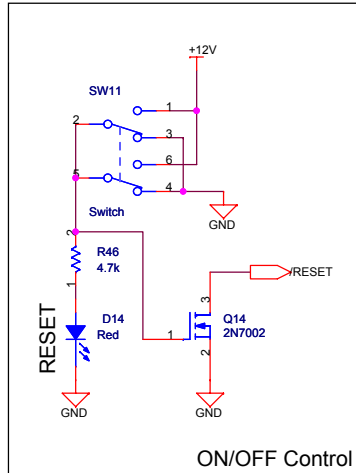 +12V
SW11
1
2
3
6
5
4
Switch
GND
2
R46
4.7k
/RESET
1
3
D14
Red
RESET
1
Q14
2N7002
2
GND
GND
ON/OFF Control